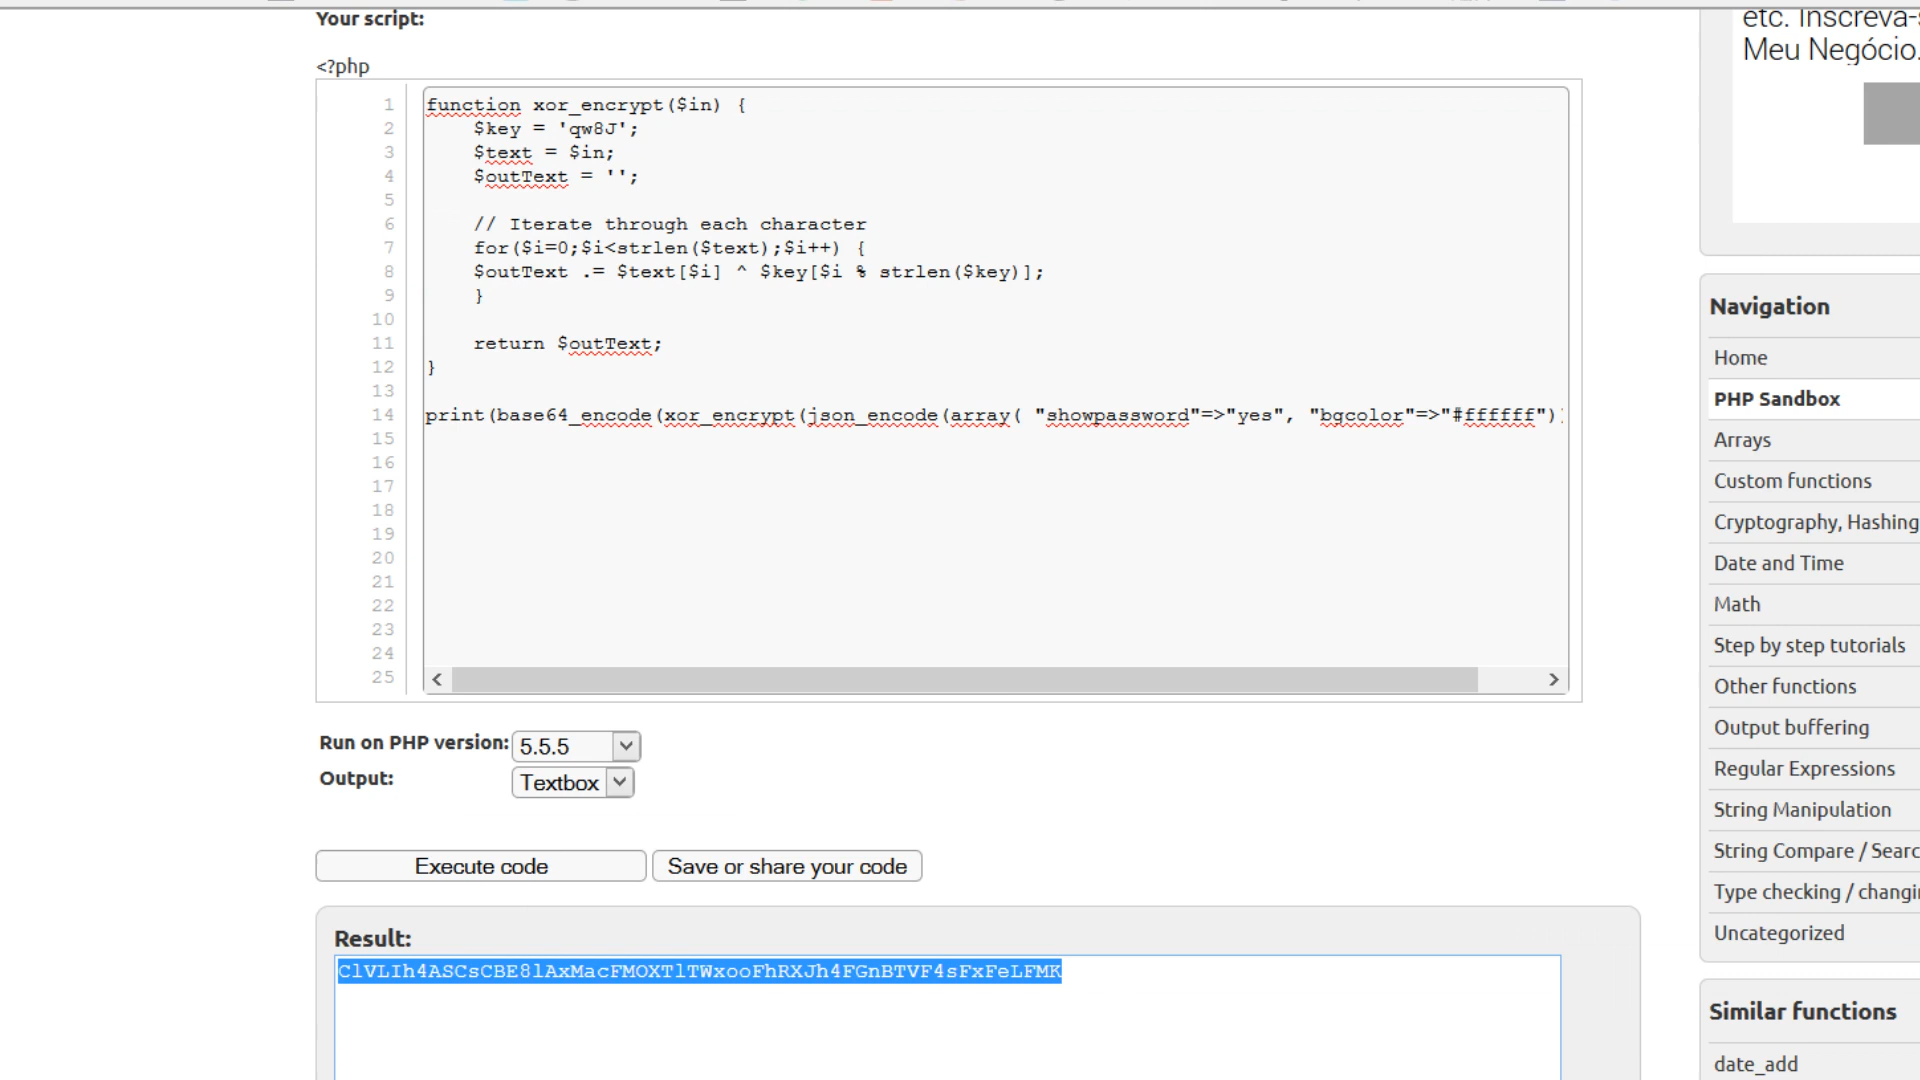 Your script:
<?php
1 function xor_encrypt($in) {
2 $key = 'qw8J';
3 $text = $in;
4 $outText = '';
5
6 // Iterate through each character
7 for($i=0;$i<strlen($text);$i++) {
8 $outText .= $text[$i] ^ $key[$i % strlen($key)];
9 }
10
11 return $outText;
12 }
13
14 print(base64_encode(xor_encrypt(json_encode(array( "showpassword"=>"yes", "bgcolor"=>"#ffffff")
15
16
17
18
19
20
21
22
23
24
25
Run on PHP version: 5.5.5
Output: Textbox
Execute code Save or share your code
Result:
ClVLIh4ASCsCBE8lAxMacFMOXTlTWxooFhRXJh4FGnBTVF4sFxFeLFMK
etc. Inscreva-s
Meu Negócio.
Navigation
Home
PHP Sandbox
Arrays
Custom functions
Cryptography, Hashing
Date and Time
Math
Step by step tutorials
Other functions
Output buffering
Regular Expressions
String Manipulation
String Compare / Searc
Type checking / changin
Uncategorized
Similar functions
date_add